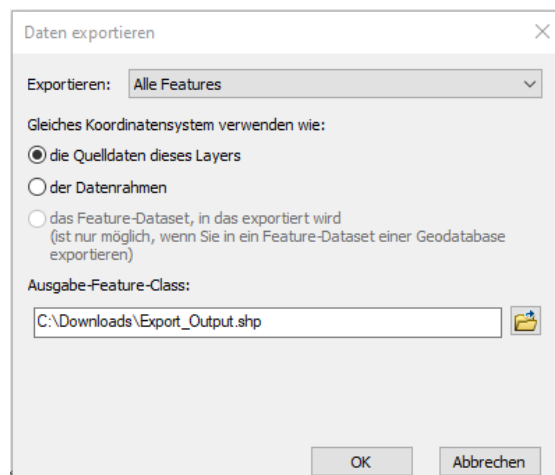 Daten exportieren
Exportieren: Alle Features
Gleiches Koordinatensystem verwenden wie:
die Quelldaten dieses Layers
der Datenrahmen
das Feature-Dataset, in das exportiert wird
(ist nur möglich, wenn Sie in ein Feature-Dataset einer Geodatabase
exportieren)
Ausgabe-Feature-Class:
C:\Downloads\Export_Output.shp
OK Abbrechen